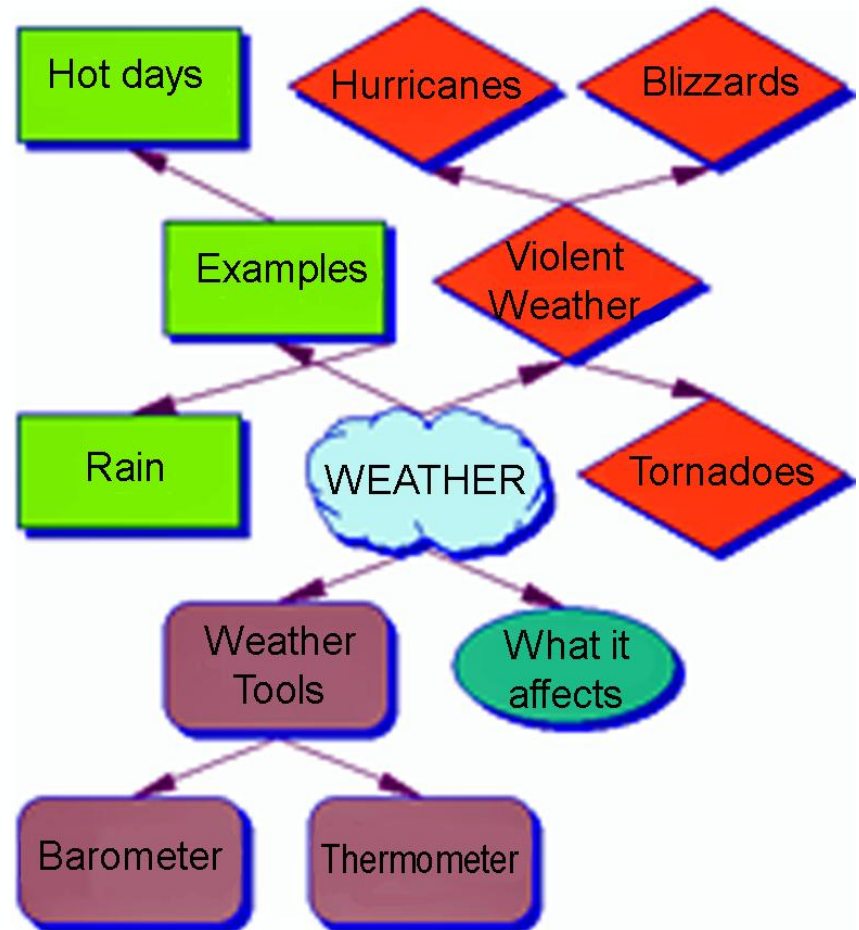 Hot days
Hurricanes
Blizzards
Examples
Violent
Weather
Rain
WEATHER
Tornadoes
Weather
Tools
What it
affects
Barometer
Thermometer